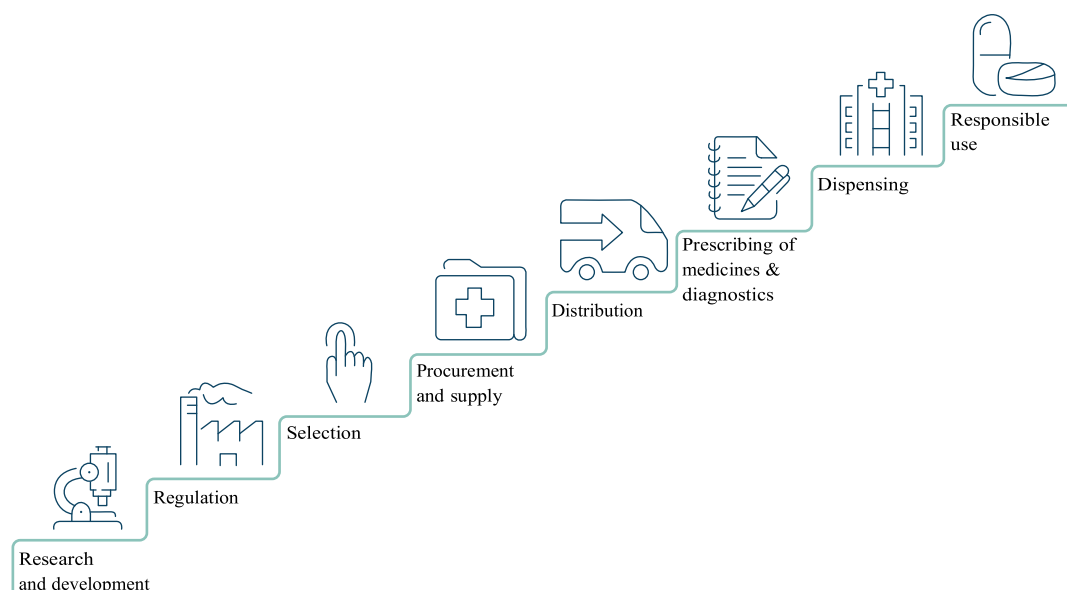 Research
and development
Regulation
Selection
Procurement
and supply
Distribution
Prescribing of
medicines &
diagnostics
Dispensing
Responsible
use